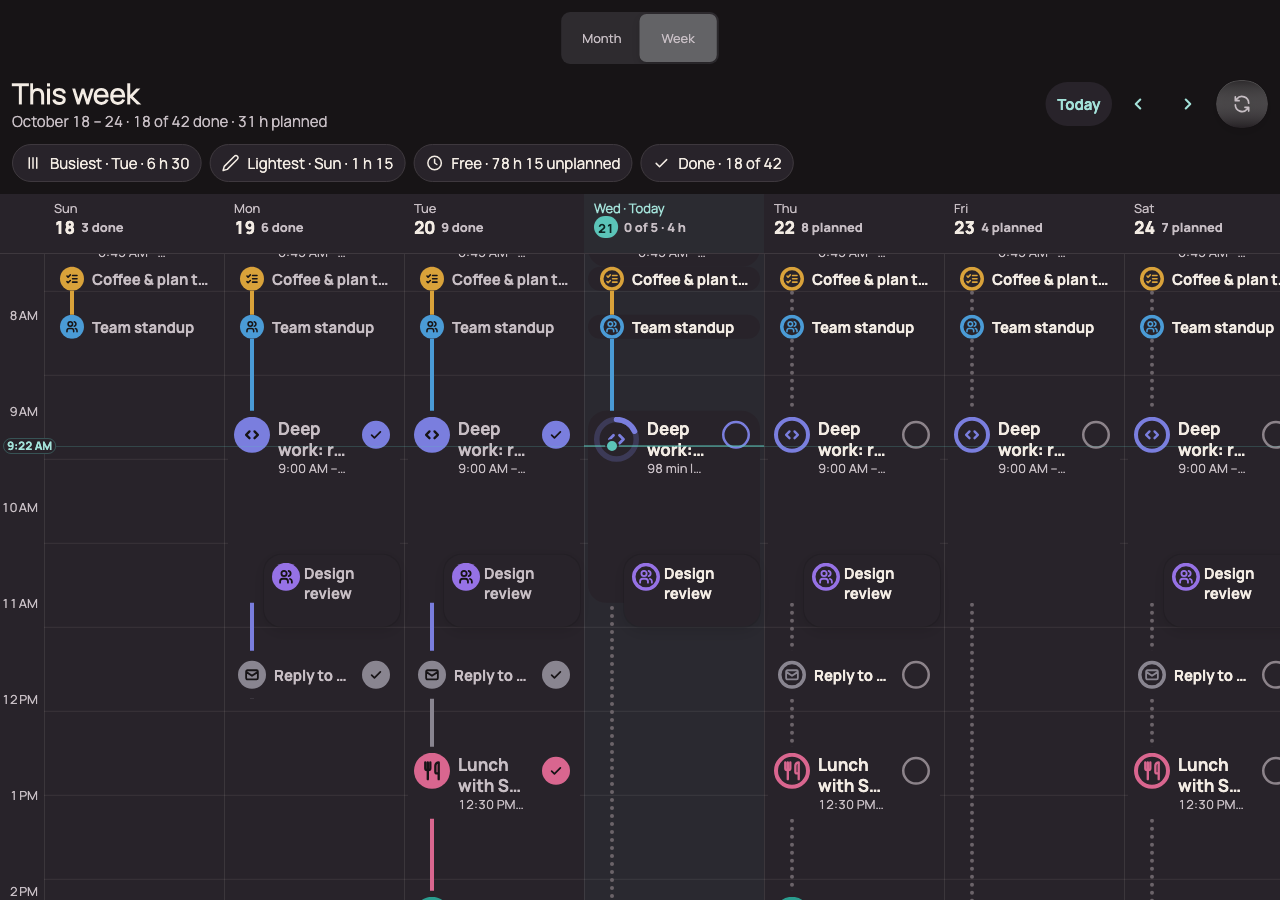 Month
Week
This week
October 18 – 24 · 18 of 42 done · 31 h planned
Today
Busiest · Tue · 6 h 30
Lightest · Sun · 1 h 15
Free · 78 h 15 unplanned
Done · 18 of 42
Sun
18 3 done
Mon
19 6 done
Tue
20 9 done
Wed · Today
21 0 of 5 · 4 h
Thu
22 8 planned
Fri
23 4 planned
Sat
24 7 planned
Coffee & plan t...
Coffee & plan t...
Coffee & plan t...
Coffee & plan t...
Coffee & plan t...
Coffee & plan t...
Coffee & plan t
8 AM
Team standup
Team standup
Team standup
Team standup
Team standup
Team standup
Team standup
9 AM
9:22 AM
Deep
work: r...
9:00 AM –...
Deep
work: r...
9:00 AM –...
Deep
work:...
98 min l...
Deep
work: r...
9:00 AM –...
Deep
work: r...
9:00 AM –...
Deep
work: r...
9:00 AM –...
10 AM
Design
review
Design
review
Design
review
Design
review
Design
review
11 AM
Reply to ...
Reply to ...
Reply to ...
Reply to ...
12 PM
Lunch
with S...
12:30 PM...
Lunch
with S...
12:30 PM...
Lunch
with S...
12:30 PM...
1 PM
2 PM